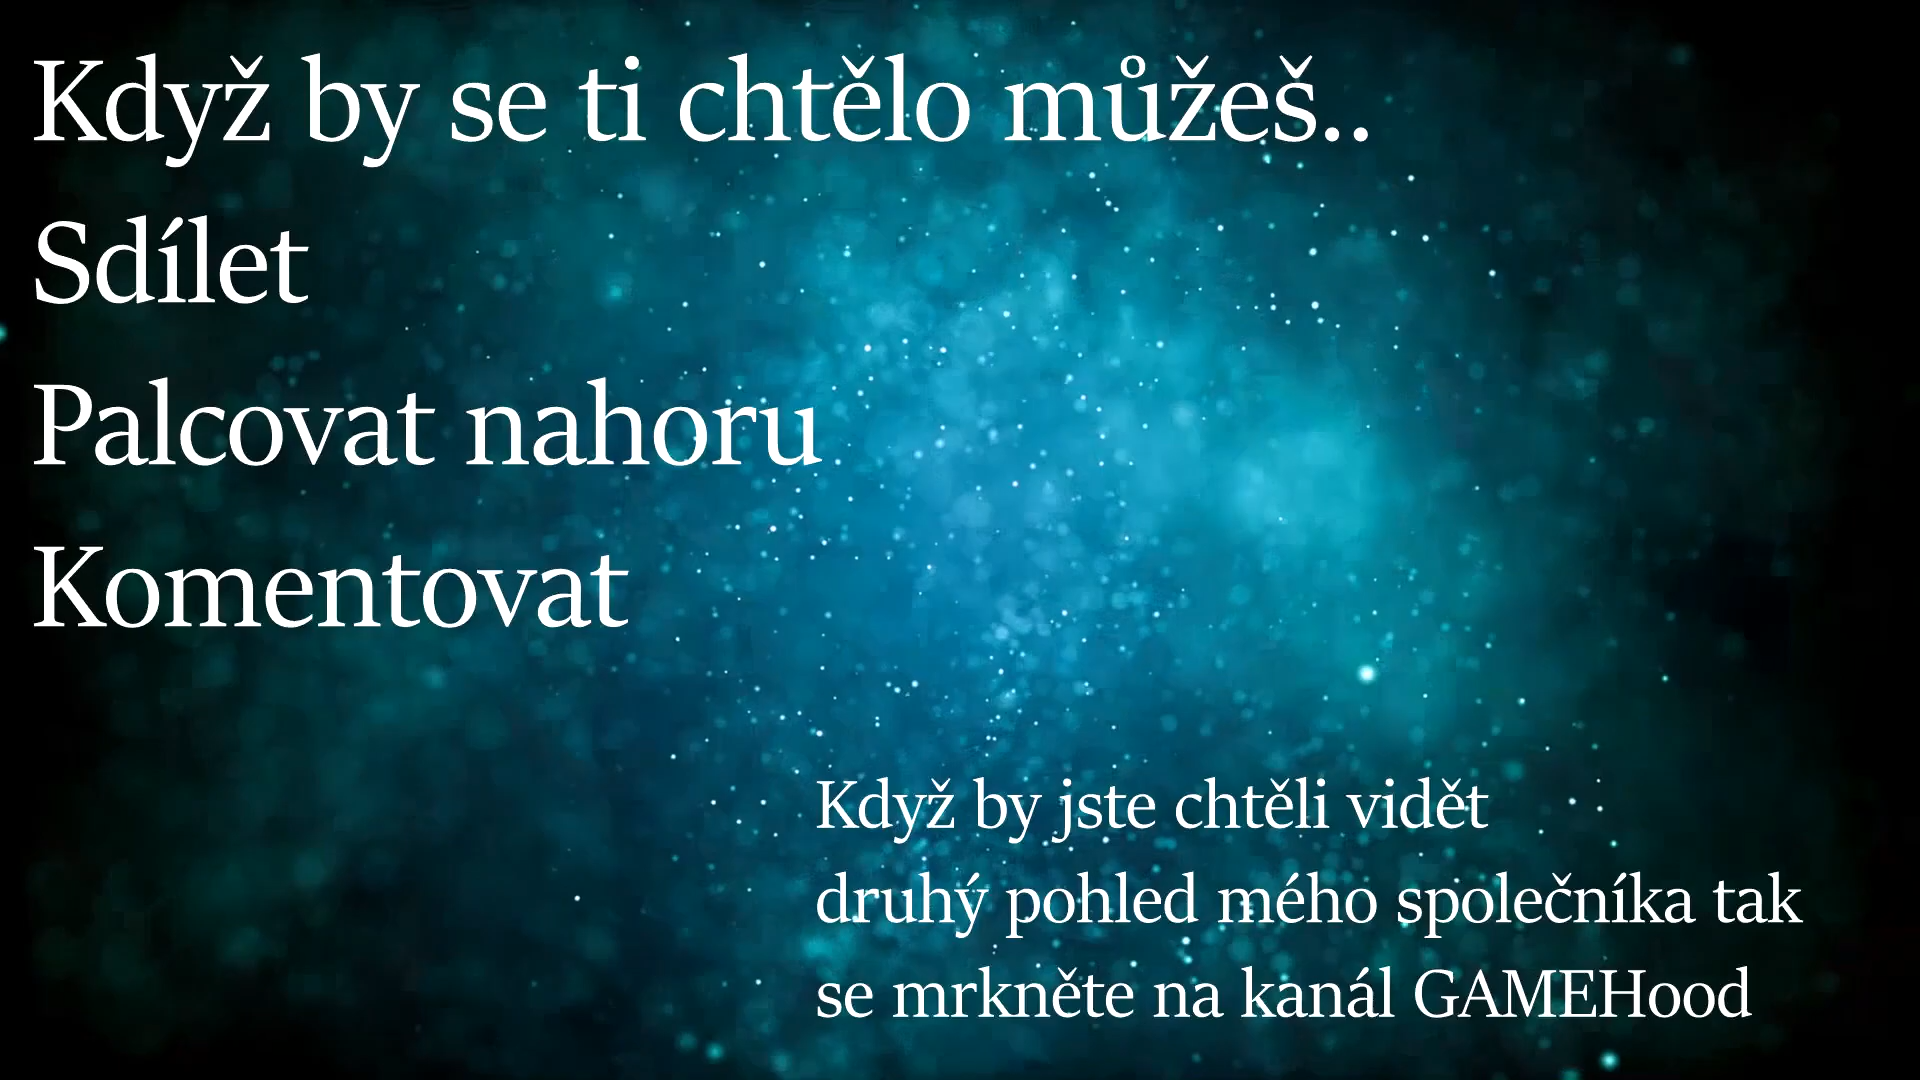 Když by se ti chtělo můžeš..
Sdílet
Palcovat nahoru
Komentovat
Když by jste chtěli vidět
druhý pohled mého společníka tak
se mrkněte na kanál GAMEHood